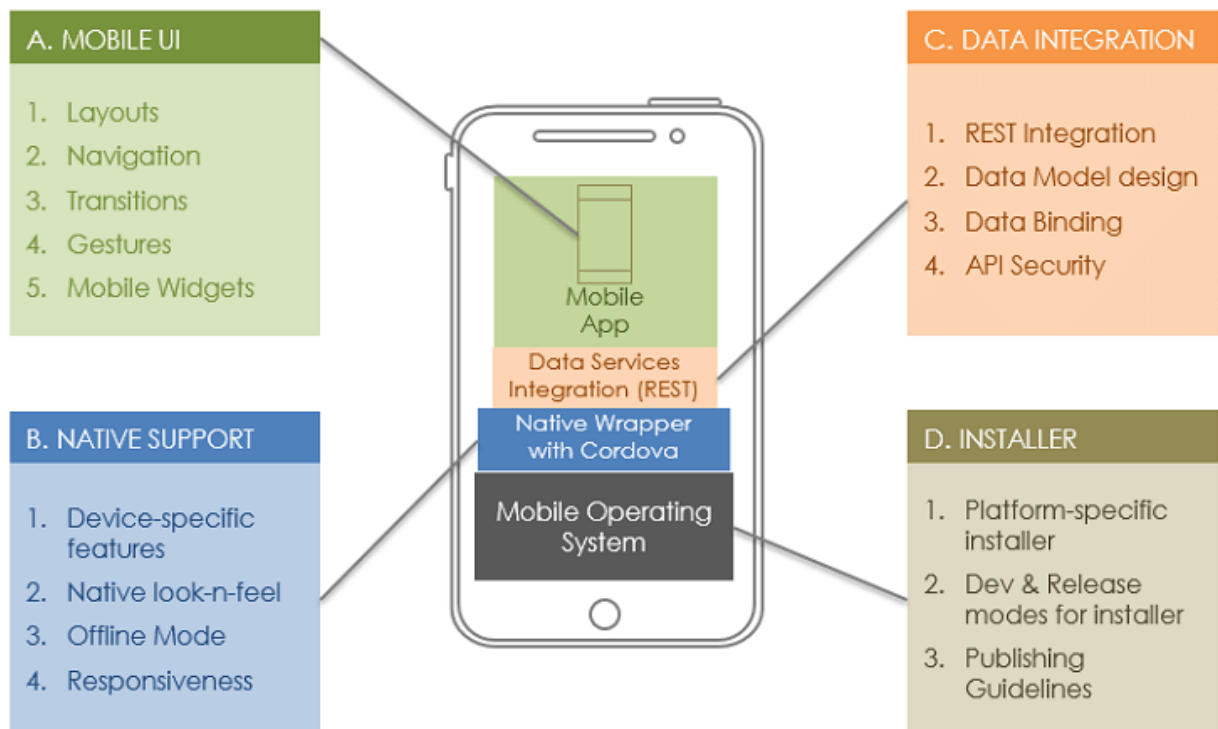 A. MOBILE UI
1. Layouts
2. Navigation
3. Transitions
4. Gestures
5. Mobile Widgets
B. NATIVE SUPPORT
1. Device-specific
features
2. Native look-n-feel
3. Offline Mode
4. Responsiveness
Mobile
App
Data Services
Integration (REST)
Native Wrapper
with Cordova
Mobile Operating
System
C. DATA INTEGRATION
1. REST Integration
2. Data Model design
3. Data Binding
4. API Security
D. INSTALLER
1. Platform-specific
installer
2. Dev & Release
modes for installer
3. Publishing
Guidelines